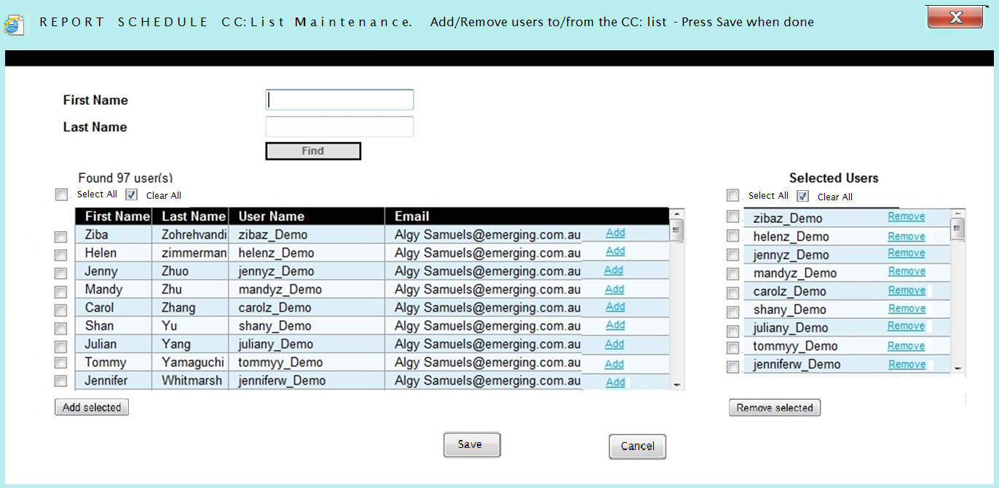 REPORT SCHEDULE CC: List Maintenance. Add/Remove users to/from the CC: list - Press Save when done
X
First Name
Last Name
Find
Found 97 user(s)
Select All Clear All
First Name Last Name User Name Email
Ziba Zohrehvandi zibaz_Demo Algy Samuels@emerging.com.au Add
Helen zimmerman helenz_Demo Algy Samuels@emerging.com.au Add
Jenny Zhuo jennyz_Demo Algy Samuels@emerging.com.au Add
Mandy Zhu mandyz_Demo Algy Samuels@emerging.com.au Add
Carol Zhang carolz_Demo Algy Samuels@emerging.com.au Add
Shan Yu shany_Demo Algy Samuels@emerging.com.au Add
Julian Yang juliany_Demo Algy Samuels@emerging.com.au Add
Tommy Yamaguchi tommyy_Demo Algy Samuels@emerging.com.au Add
Jennifer Whitmarsh jenniferw_Demo Algy Samuels@emerging.com.au Add
Add selected
Selected Users
Select All Clear All
zibaz_Demo Remove
helenz_Demo Remove
jennyz_Demo Remove
mandyz_Demo Remove
carolz_Demo Remove
shany_Demo Remove
juliany_Demo Remove
tommyy_Demo Remove
jenniferw_Demo Remove
Remove selected
Save
Cancel